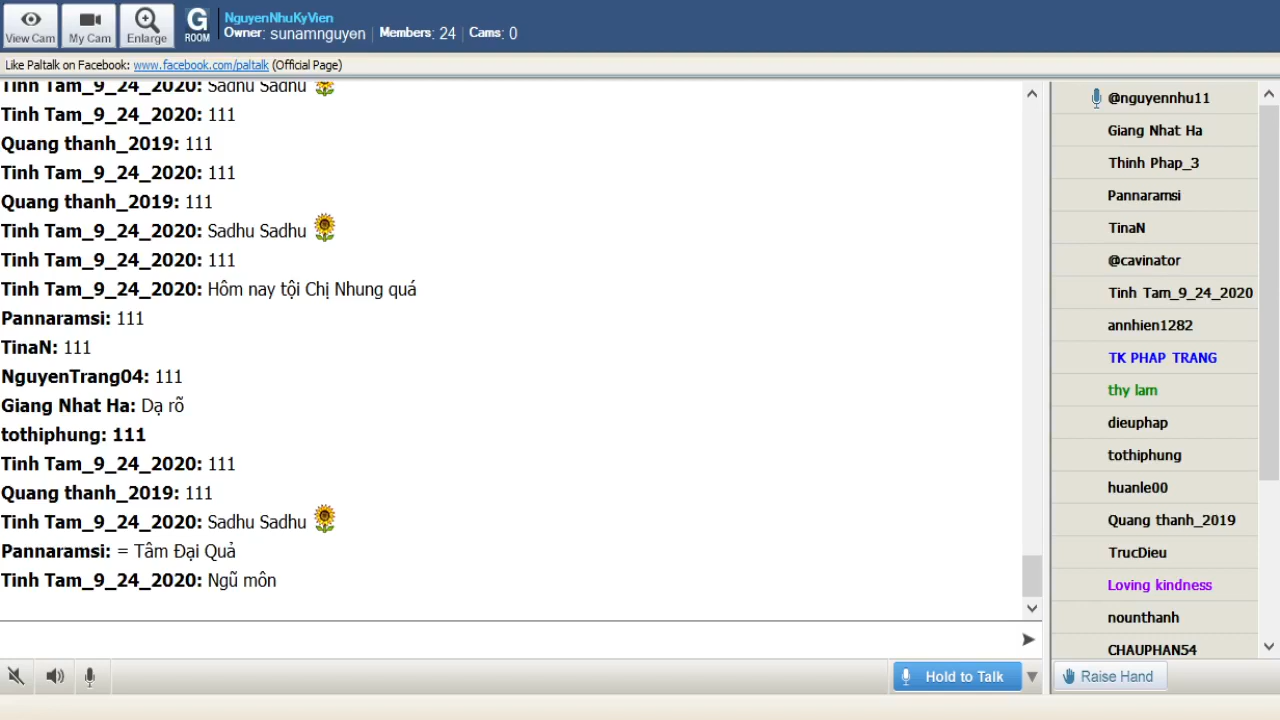 View Cam
My Cam
Enlarge
G
ROOM
NguyenNhuKyVien
Owner: sunamnguyen | Members: 24 | Cams: 0
Like Paltalk on Facebook: www.facebook.com/paltalk (Official Page)
Tinh Tam_9_24_2020: Sadhu Sadhu
Tinh Tam_9_24_2020: 111
Quang thanh_2019: 111
Tinh Tam_9_24_2020: 111
Quang thanh_2019: 111
Tinh Tam_9_24_2020: Sadhu Sadhu
Tinh Tam_9_24_2020: 111
Tinh Tam_9_24_2020: Hôm nay tội Chị Nhung quá
Pannaramsi: 111
TinaN: 111
NguyenTrang04: 111
Giang Nhat Ha: Dạ rõ
tothiphung: 111
Tinh Tam_9_24_2020: 111
Quang thanh_2019: 111
Tinh Tam_9_24_2020: Sadhu Sadhu
Pannaramsi: = Tâm Đại Quả
Tinh Tam_9_24_2020: Ngũ môn
Hold to Talk
@nguyennhu11
Giang Nhat Ha
Thinh Phap_3
Pannaramsi
TinaN
@cavinator
Tinh Tam_9_24_2020
annhien1282
TK PHAP TRANG
thy lam
dieuphap
tothiphung
huanle00
Quang thanh_2019
TrucDieu
Loving kindness
nounthanh
CHAUPHAN54
Raise Hand